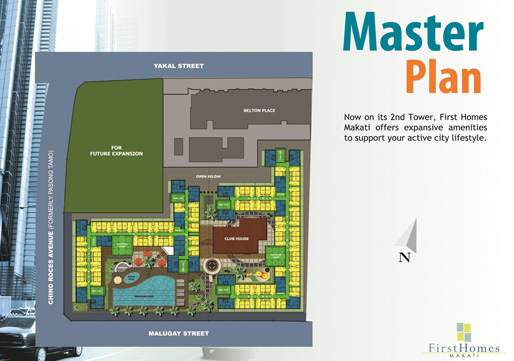 Master
Plan
Now on its 2nd Tower, First Homes
Makati offers expansive amenities
to support your active city lifestyle.
YAKAL STREET
BELTON PLACE
FOR
FUTURE EXPANSION
OPEN BELOW
CHINO ROCES AVENUE (FORMERLY PASONG TAMO)
CLUB HOUSE
MALUGAY STREET
N
FirstHomes
MAKATI